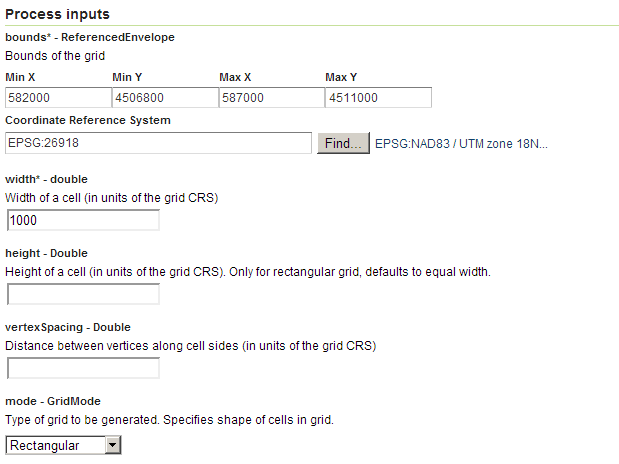 Process inputs
bounds* - ReferencedEnvelope
Bounds of the grid
Min X Min Y Max X Max Y
582000 4506800 587000 4511000
Coordinate Reference System
EPSG:26918 Find... EPSG:NAD83 / UTM zone 18N...
width* - double
Width of a cell (in units of the grid CRS)
1000
height - Double
Height of a cell (in units of the grid CRS). Only for rectangular grid, defaults to equal width.
vertexSpacing - Double
Distance between vertices along cell sides (in units of the grid CRS)
mode - GridMode
Type of grid to be generated. Specifies shape of cells in grid.
Rectangular